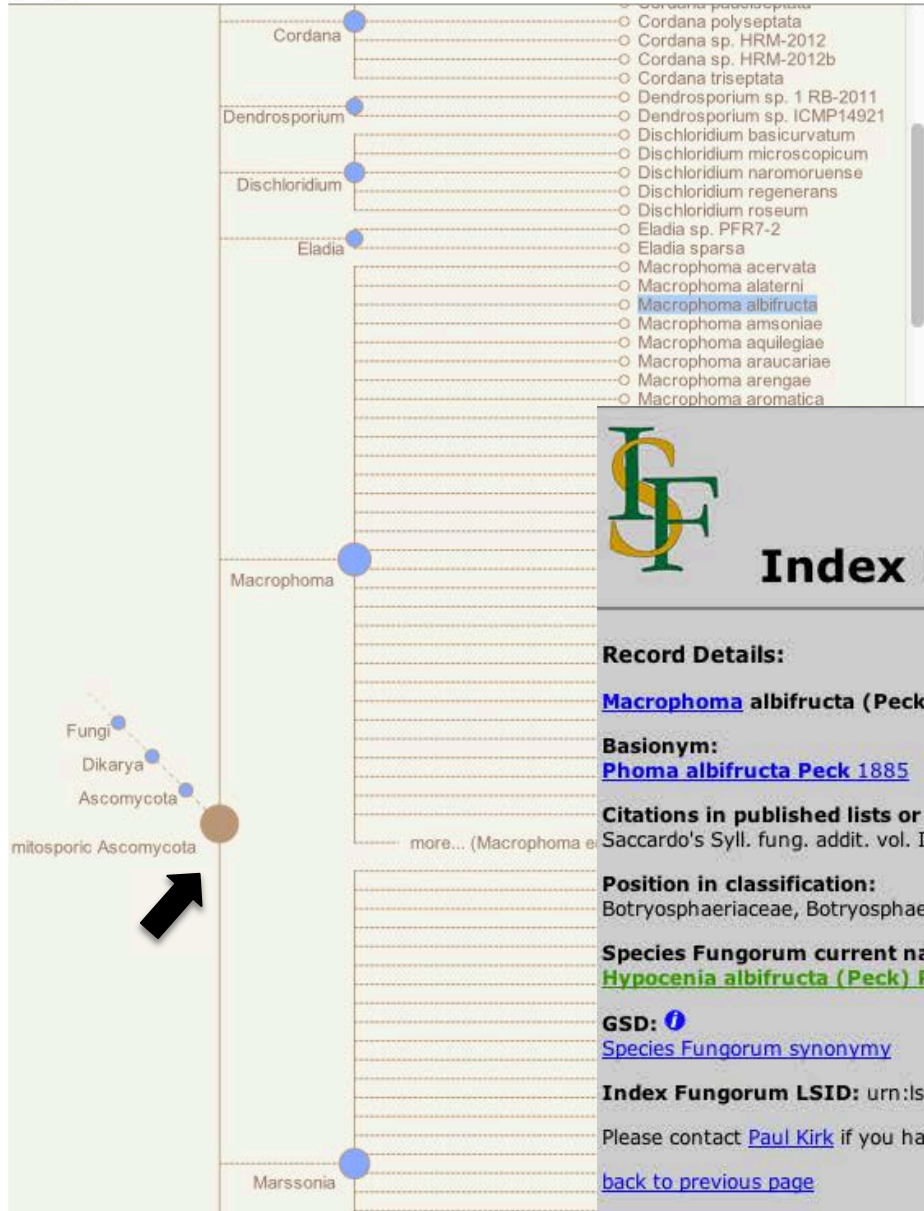 Cordana
Cordana polyseptata
Cordana sp. HRM-2012
Cordana sp. HRM-2012b
Cordana triseptata
Dendrosporium
Dendrosporium sp. 1 RB-2011
Dendrosporium sp. ICMP14921
Dischloridium
Dischloridium basicurvatum
Dischloridium microscopicum
Dischloridium naromoruense
Dischloridium regenerans
Dischloridium roseum
Eladia
Eladia sp. PFR7-2
Eladia sparsa
Macrophoma acervata
Macrophoma alaterni
Macrophoma albifructa
Macrophoma amsoniae
Macrophoma aquilegiae
Macrophoma araucariae
Macrophoma arengae
Macrophoma aromatica
Macrophoma
Fungi
Dikarya
Ascomycota
mitosporic Ascomycota
more... (Macrophoma
Marssonia
ISF
Index
Record Details:
Macrophoma albifructa (Peck
Basionym:
Phoma albifructa Peck 1885
Citations in published lists or
Saccardo's Syll. fung. addit. vol.
Position in classification:
Botryosphaeriaceae, Botryosphae
Species Fungorum current na
Hypocenia albifructa (Peck)
GSD: i
Species Fungorum synonymy
Index Fungorum LSID: urn:ls
Please contact Paul Kirk if you ha
back to previous page